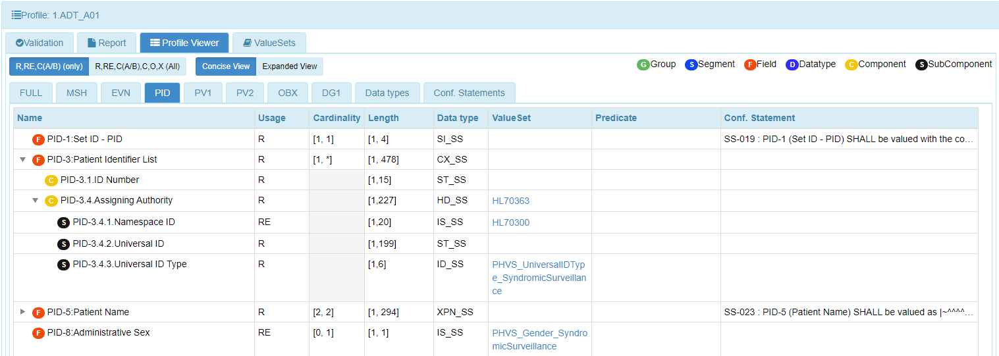 Profile: 1.ADT_A01
Validation Report Profile Viewer ValueSets
R,RE,C(A/B) (only) R,RE,C(A/B),C,O,X (All) Concise View Expanded View G Group S Segment F Field D Datatype C Component S SubComponent
FULL MSH EVN PID PV1 PV2 OBX DG1 Data types Conf. Statements
Name Usage Cardinality Length Data type ValueSet Predicate Conf. Statement
F PID-1:Set ID - PID R [1, 1] [1, 4] SI_SS SS-019 : PID-1 (Set ID - PID) SHALL be valued with the co…
F PID-3:Patient Identifier List R [1, *] [1, 478] CX_SS
C PID-3.1.ID Number R [1,15] ST_SS
C PID-3.4.Assigning Authority R [1,227] HD_SS HL70363
S PID-3.4.1.Namespace ID RE [1,20] IS_SS HL70300
S PID-3.4.2.Universal ID R [1,199] ST_SS
S PID-3.4.3.Universal ID Type R [1,6] ID_SS PHVS_UniversalIDTyp
e_SyndromicSurveillan
ce
F PID-5:Patient Name R [2, 2] [1, 294] XPN_SS SS-023 : PID-5 (Patient Name) SHALL be valued as |~^^^^…
F PID-8:Administrative Sex RE [0, 1] [1, 1] IS_SS PHVS_Gender_Syndro
micSurveillance